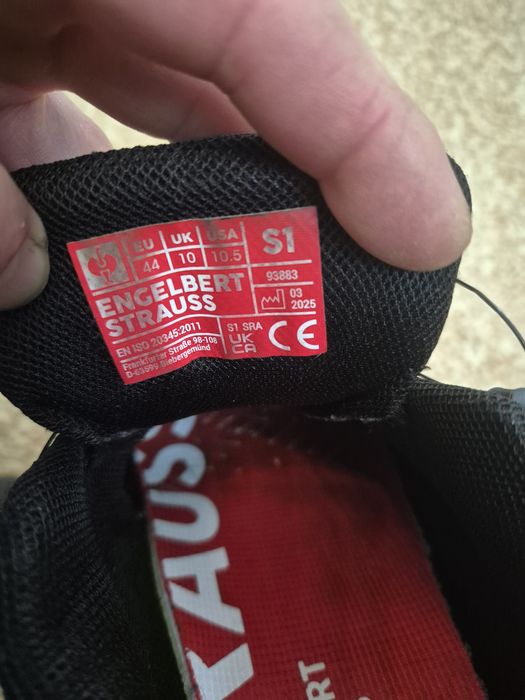 EU UK USA S1
44 10 10.5
93883
ENGELBERT
STRAUSS
03
2025
EN ISO 20345:2011
S1 SRA
Frankfurter Straße 98-108
D-63599 Biebergemünd
UK
CA
CE
RAUSS
RT